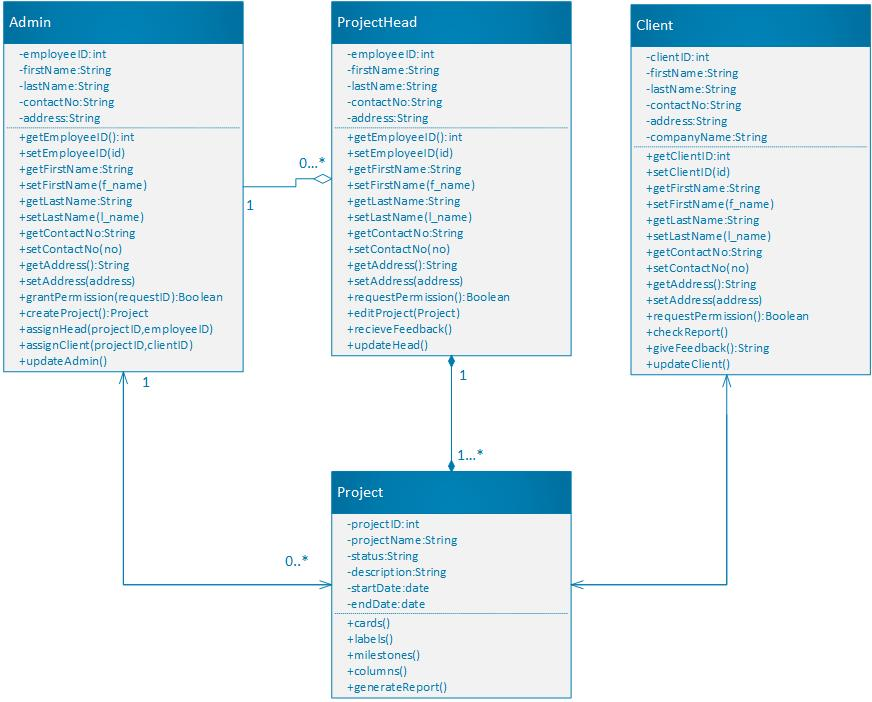 Admin
-employeeID:int
-firstName:String
-lastName:String
-contactNo:String
-address:String
+getEmployeeID():int
+setEmployeeID(id)
+getFirstName:String
+setFirstName(f_name)
+getLastName:String
+setLastName(l_name)
+getContactNo:String
+setContactNo(no)
+getAddress():String
+setAddress(address)
+grantPermission(requestID):Boolean
+createProject():Project
+assignHead(projectID,employeeID)
+assignClient(projectID,clientID)
+updateAdmin()
0...*
1
ProjectHead
-employeeID:int
-firstName:String
-lastName:String
-contactNo:String
-address:String
+getEmployeeID():int
+setEmployeeID(id)
+getFirstName:String
+setFirstName(f_name)
+getLastName:String
+setLastName(l_name)
+getContactNo:String
+setContactNo(no)
+getAddress():String
+setAddress(address)
+requestPermission():Boolean
+editProject(Project)
+recieveFeedback()
+updateHead()
Client
-clientID:int
-firstName:String
-lastName:String
-contactNo:String
-address:String
-companyName:String
+getClientID:int
+setClientID(id)
+getFirstName:String
+setFirstName(f_name)
+getLastName:String
+setLastName(l_name)
+getContactNo:String
+setContactNo(no)
+getAddress():String
+setAddress(address)
+requestPermission():Boolean
+checkReport()
+giveFeedback():String
+updateClient()
1
1
1...*
0..*
Project
-projectID:int
-projectName:String
-status:String
-description:String
-startDate:date
-endDate:date
+cards()
+labels()
+milestones()
+columns()
+generateReport()